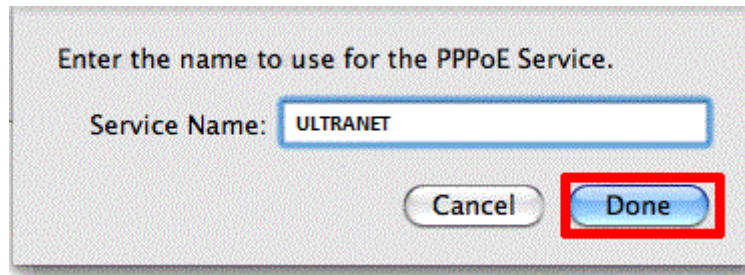 Enter the name to use for the PPPoE Service.
Service Name: ULTRANET
Cancel Done